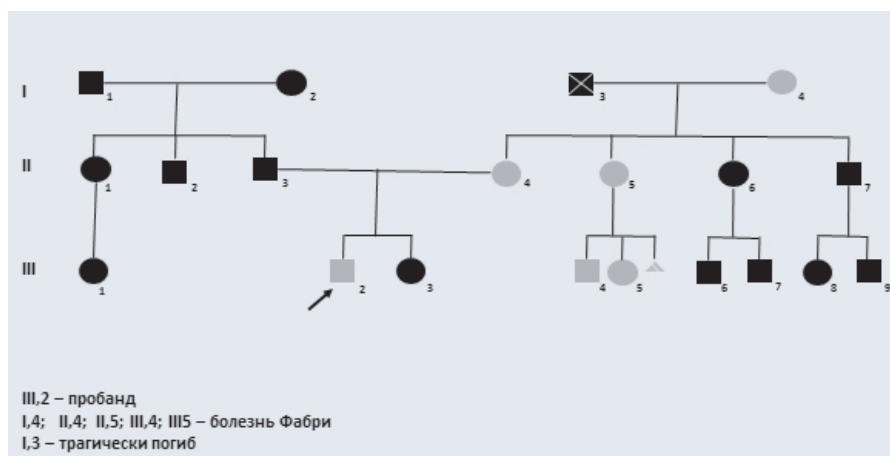 I 1 2 3 4
II 1 2 3 4 5 6 7
III 1 2 3 4 5 6 7 8 9
III,2 – пробанд
I,4; II,4; II,5; III,4; III5 – болезнь Фабри
I,3 – трагически погиб